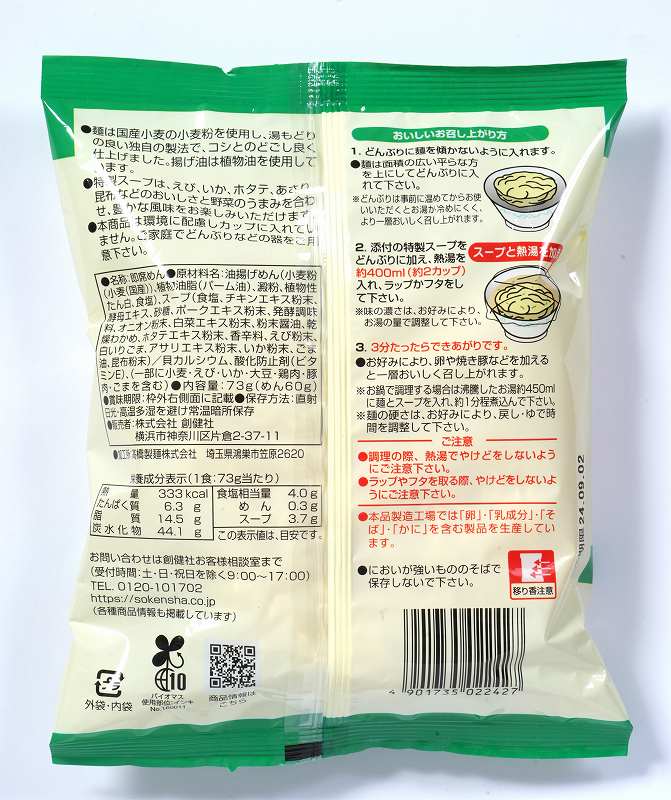 ●麺は国産小麦の小麦粉を使用し、湯もどり
の良い独自の製法で、コシとのどごし良く
仕上げました。揚げ油は植物油を使用して
います。
●特製スープは、えび、いか、ホタテ、あさり、
昆布などのおいしさと野菜のうまみを合わ
せ、豊かな風味をお楽しみいただけます。
●本商品は環境に配慮しカップに入れてい
ません。ご家庭でどんぶりなどの器をご用
意下さい。
●名称:即席めん●原材料名:油揚げめん(小麦粉
(小麦(国産))、植物油脂(パーム油)、澱粉、植物性
たん白、食塩)、スープ(食塩、チキンエキス粉末、
酵母エキス、砂糖、ポークエキス粉末、発酵調味
料、オニオン粉末、白菜エキス粉末、粉末醤油、乾
燥わかめ、ホタテエキス粉末、香辛料、えび粉末、
白いりごま、アサリエキス粉末、いか粉末、ごま
油、昆布粉末)/貝カルシウム、酸化防止剤(ビタ
ミンE)、(一部に小麦・えび・いか・大豆・鶏肉・豚
肉・ごまを含む)●内容量:73g(めん60g)
●賞味期限:枠外右側面に記載●保存方法:直射
日光・高温多湿を避け常温暗所保存
●販売者:株式会社 創健社
横浜市神奈川区片倉2-37-11
●加工所:高橋製麺株式会社 埼玉県鴻巣市笠原2620
栄養成分表示(1食:73g当たり)
熱量 333kcal 食塩相当量 4.0g
たんぱく質 6.3g めん 0.3g
脂質 14.5g スープ 3.7g
炭水化物 44.1g この表示値は、目安です。
お問い合わせは創健社お客様相談室まで
(受付時間:土・日・祝日を除く9:00〜17:00)
TEL. 0120-101702
https://sokensha.co.jp
(各種商品情報も掲載しています)
プラ
外袋・内袋
10
バイオマス
使用部位:インキ
No.160011
商品情報は
こちら
おいしいお召し上がり方
1. どんぶりに麺を傾かないように入れます。
●麺は面積の広い平らな方
を上にしてどんぶりに入
れて下さい。
※どんぶりは事前に温めてからお使
いいただくとお湯が冷めにくく、
より一層おいしく召し上がれます。
2. 添付の特製スープを
どんぶりに加え、熱湯を
約400ml(約2カップ)
入れ、ラップかフタをし
て下さい。
※味の濃さは、お好みにより、
お湯の量で調整して下さい。
スープと熱湯を加え
3. 3分たったらできあがりです。
●お好みにより、卵や焼き豚などを加える
と一層おいしく召し上がれます。
※お鍋で調理する場合は沸騰したお湯約450ml
に麺とスープを入れ、約1分程煮込んで下さい。
※麺の硬さは、お好みにより、戻し・ゆで時
間を調整して下さい。
ご注意
●調理の際、熱湯でやけどをしないよう
にご注意下さい。
●ラップやフタを取る際、やけどをしないよ
うにご注意下さい。
●本品製造工場では「卵」・「乳成分」・「そ
ば」・「かに」を含む製品を生産してい
ます。
●においが強いもののそばで
保存しないで下さい。
移り香注意
4 901735 022427
期限 24.09.02